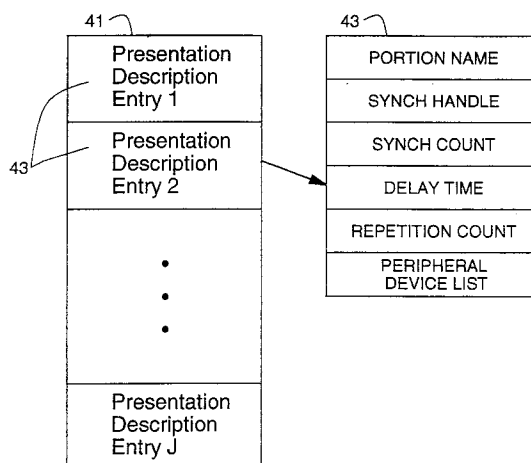 41
Presentation
Description
Entry 1
43
Presentation
Description
Entry 2
Presentation
Description
Entry J
43
PORTION NAME
SYNCH HANDLE
SYNCH COUNT
DELAY TIME
REPETITION COUNT
PERIPHERAL
DEVICE LIST